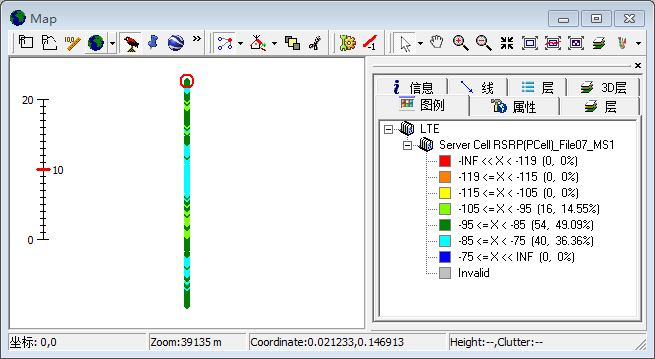 Map
»
-1
×
20
10
0
信息
线
层
3D层
图例
属性
层
LTE
Server Cell RSRP(PCell)_File07_MS1
-INF << X < -119 (0, 0%)
-119 <= X < -115 (0, 0%)
-115 <= X < -105 (0, 0%)
-105 <= X < -95 (16, 14.55%)
-95 <= X < -85 (54, 49.09%)
-85 <= X < -75 (40, 36.36%)
-75 <= X << INF (0, 0%)
Invalid
坐标: 0,0
Zoom:39135 m
Coordinate:0.021233,0.146913
Height:--,Clutter:--